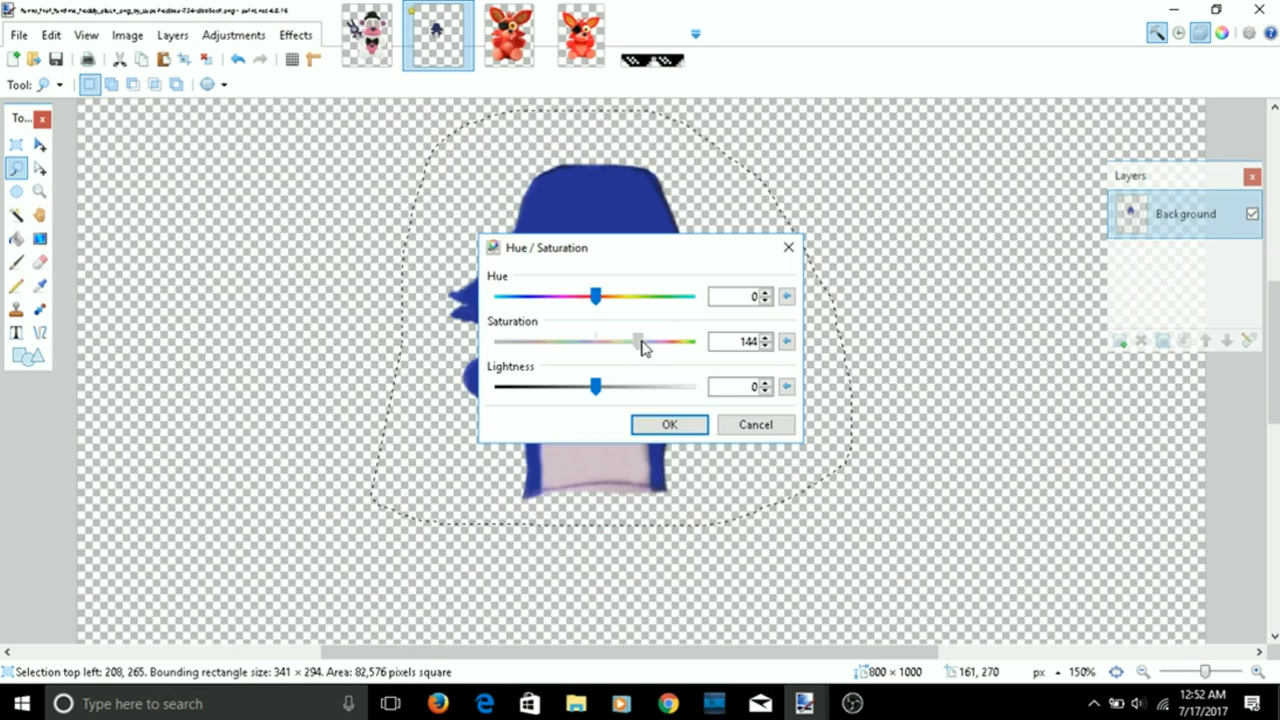 File Edit View Image Layers Adjustments Effects
Tool:
To...
Layers
Background
Hue / Saturation
Hue
0
Saturation
144
Lightness
0
OK Cancel
Selection top left: 208, 265. Bounding rectangle size: 341 × 294. Area: 82,576 pixels square
800 × 1000
161, 270
px
150%
Type here to search
12:52 AM
7/17/2017